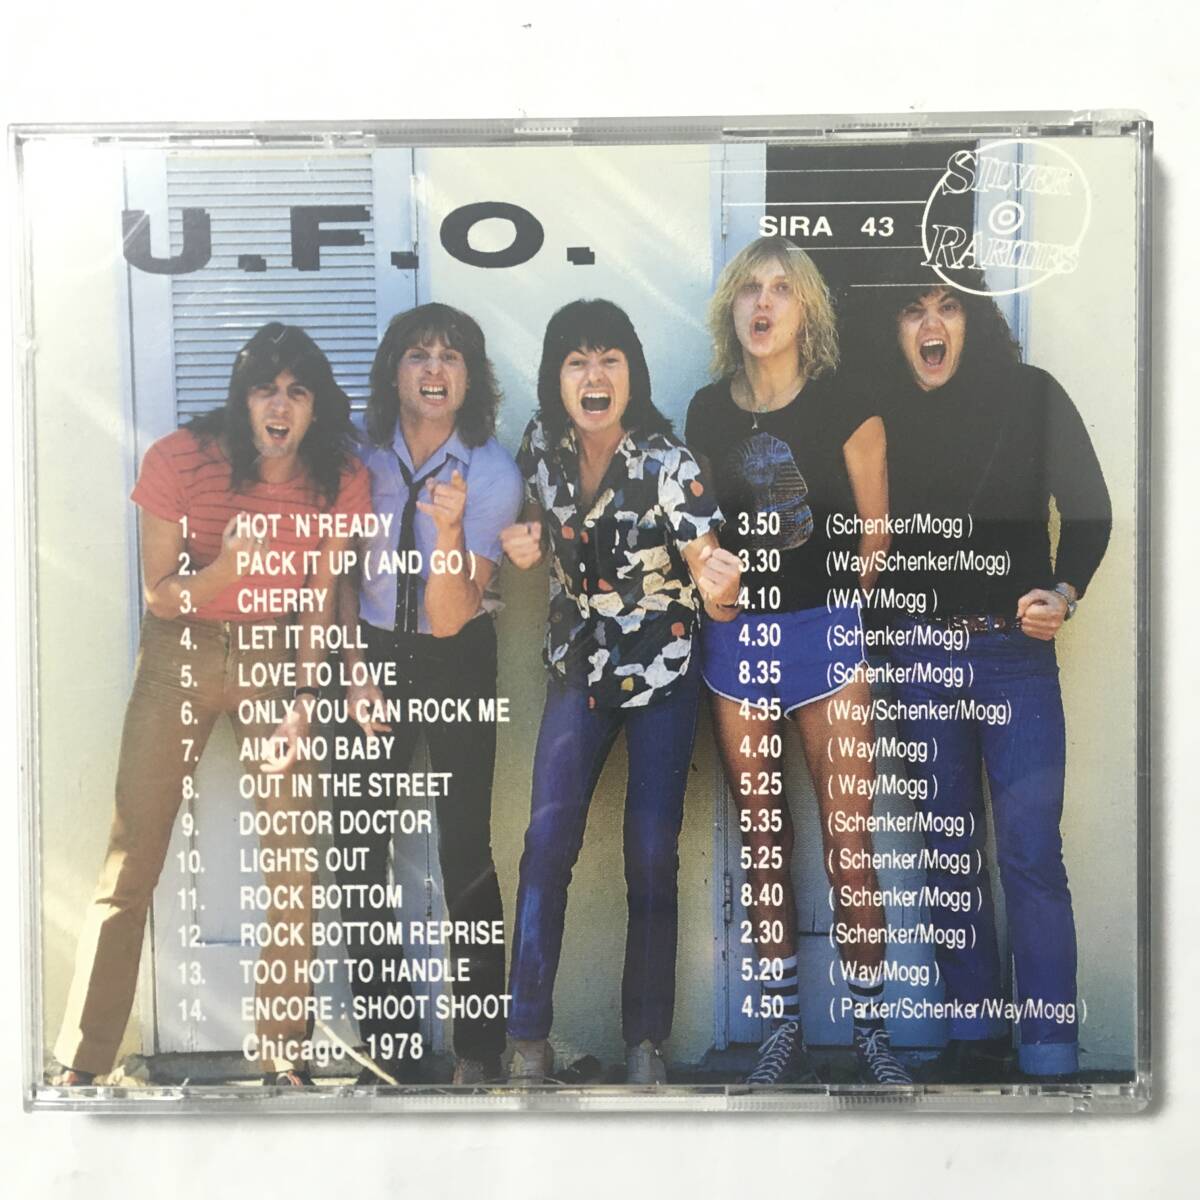 U.F.O.
SIRA 43
SILVER
RARITIES
1. HOT 'N' READY 3.50 (Schenker/Mogg )
2. PACK IT UP ( AND GO ) 3.30 (Way/Schenker/Mogg)
3. CHERRY 4.10 (WAY/Mogg )
4. LET IT ROLL 4.30 (Schenker/Mogg)
5. LOVE TO LOVE 8.35 (Schenker/Mogg )
6. ONLY YOU CAN ROCK ME 4.35 (Way/Schenker/Mogg)
7. AINT NO BABY 4.40 ( Way/Mogg )
8. OUT IN THE STREET 5.25 ( Way/Mogg )
9. DOCTOR DOCTOR 5.35 (Schenker/Mogg )
10. LIGHTS OUT 5.25 ( Schenker/Mogg )
11. ROCK BOTTOM 8.40 ( Schenker/Mogg )
12. ROCK BOTTOM REPRISE 2.30 (Schenker/Mogg )
13. TOO HOT TO HANDLE 5.20 ( Way/Mogg )
14. ENCORE : SHOOT SHOOT 4.50 ( Parker/Schenker/Way/Mogg )
Chicago 1978